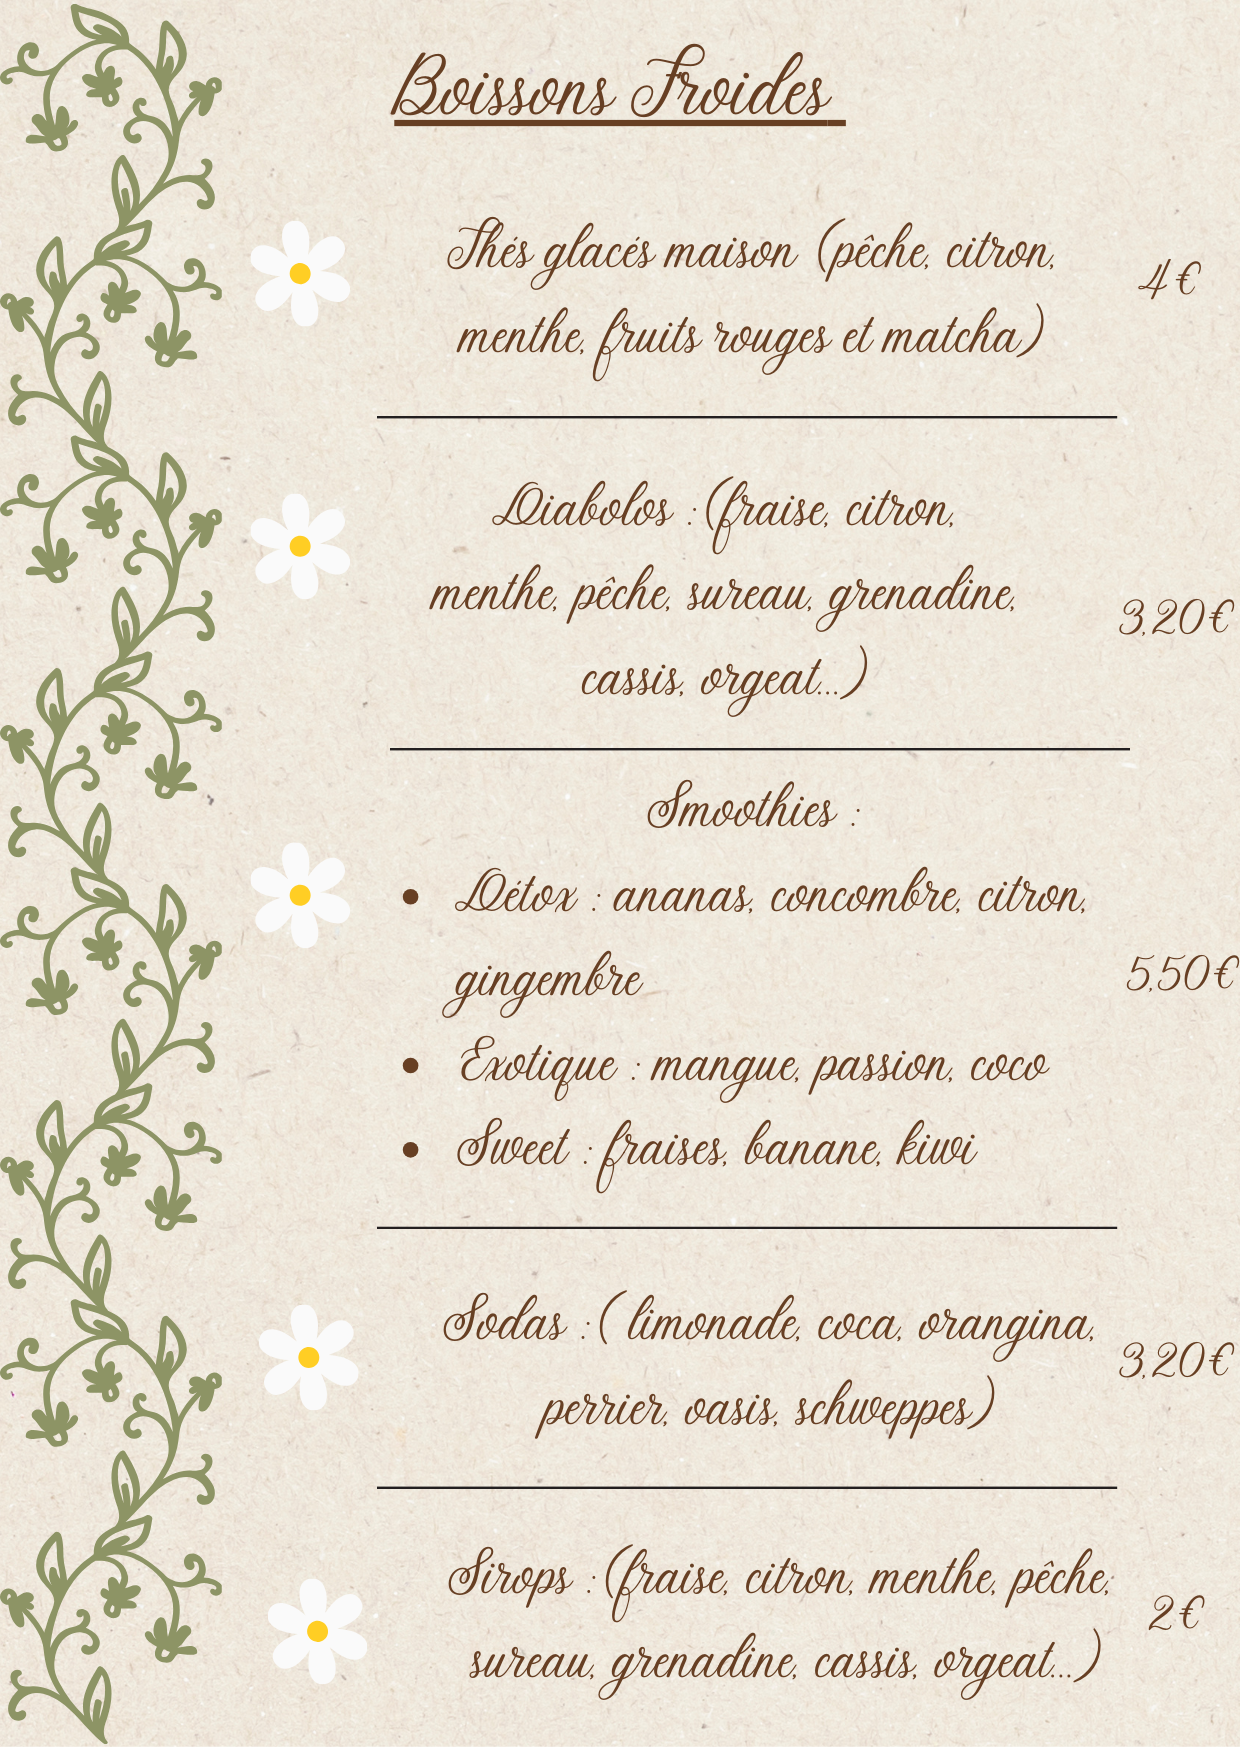 Boissons Froides
Thés glacés maison (pêche, citron,
menthe, fruits rouges et matcha)
4€
Diabolos :(fraise, citron,
menthe, pêche, sureau, grenadine,
cassis, orgeat...)
3,20€
Smoothies :
• Détox : ananas, concombre, citron,
gingembre
• Exotique : mangue, passion, coco
• Sweet : fraises, banane, kiwi
5,50€
Sodas :( limonade, coca, orangina,
perrier, oasis, schweppes)
3,20€
Sirops :(fraise, citron, menthe, pêche,
sureau, grenadine, cassis, orgeat...)
2€